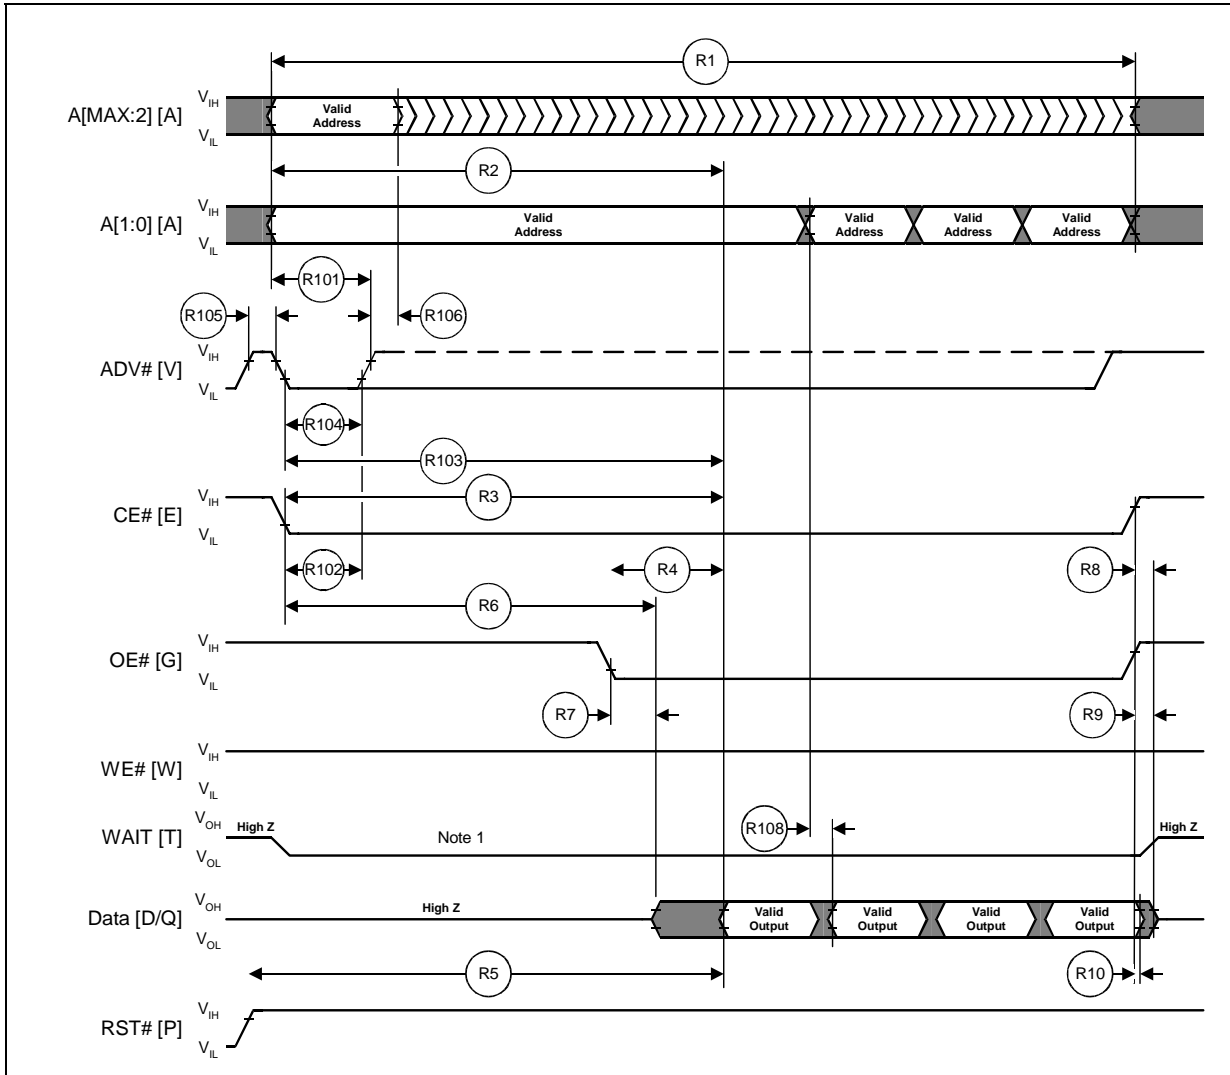 R1
V_IH
A[MAX:2] [A]
Valid
Address
V_IL
R2
V_IH
A[1:0] [A]
Valid
Address
Valid
Address
Valid
Address
Valid
Address
V_IL
R101
R105
R106
V_IH
ADV# [V]
V_IL
R104
R103
R3
V_IH
CE# [E]
V_IL
R102
R4
R8
R6
V_IH
OE# [G]
V_IL
R7
R9
V_IH
WE# [W]
V_IL
V_OH
High Z
WAIT [T]
Note 1
R108
High Z
V_OL
V_OH
High Z
Data [D/Q]
Valid
Output
Valid
Output
Valid
Output
Valid
Output
V_OL
R5
R10
V_IH
RST# [P]
V_IL